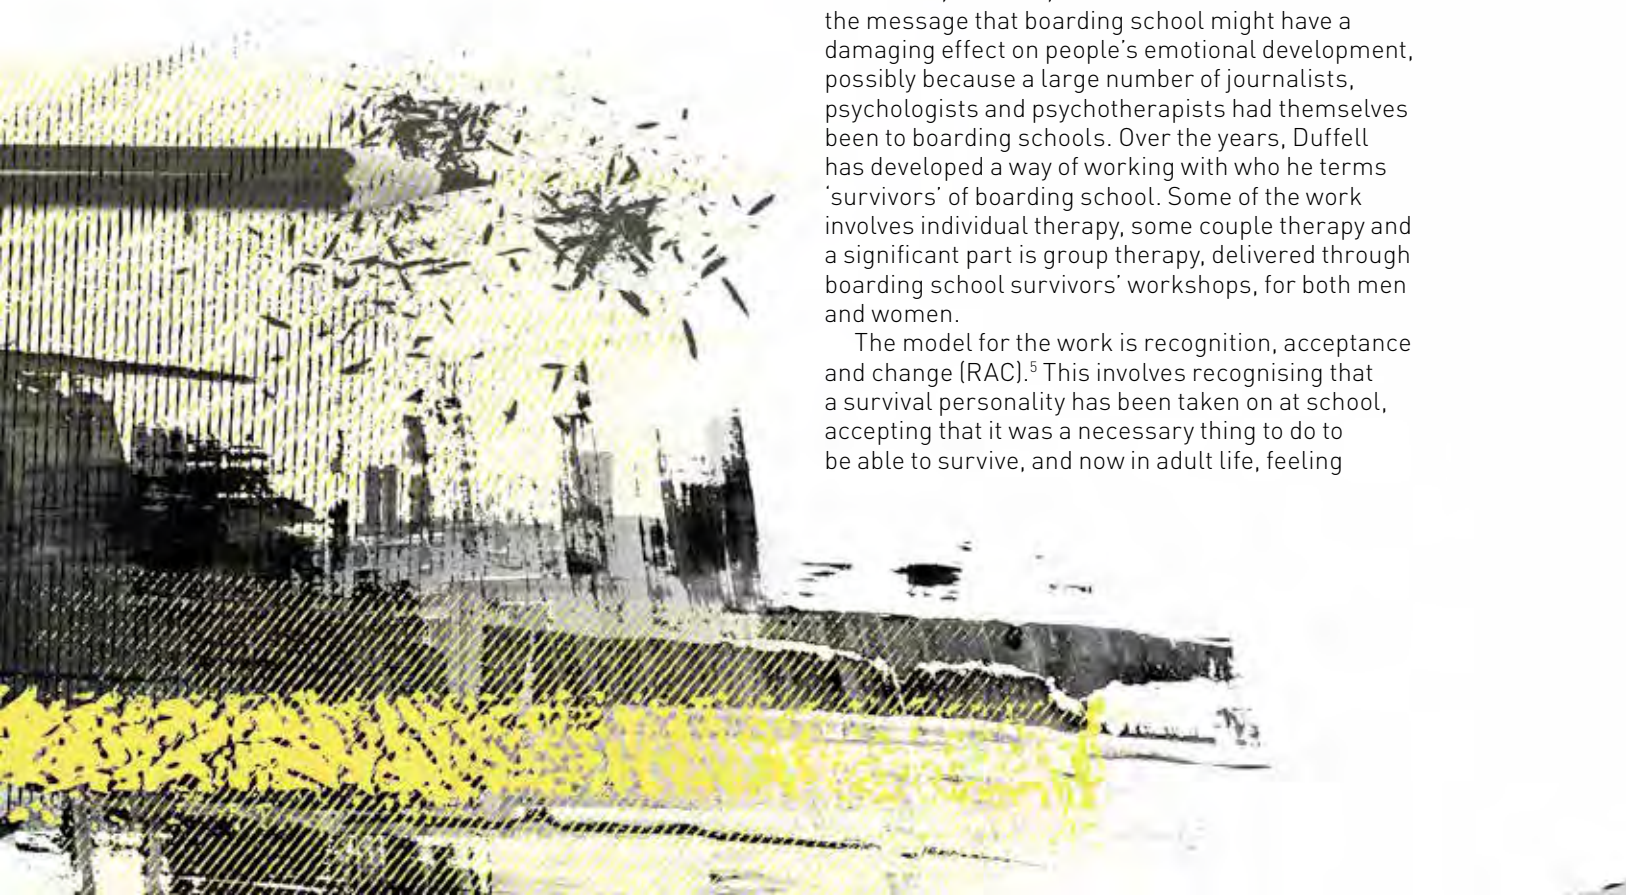 the message that boarding school might have a
damaging effect on people’s emotional development,
possibly because a large number of journalists,
psychologists and psychotherapists had themselves
been to boarding schools. Over the years, Duffell
has developed a way of working with who he terms
‘survivors’ of boarding school. Some of the work
involves individual therapy, some couple therapy and
a significant part is group therapy, delivered through
boarding school survivors’ workshops, for both men
and women.
The model for the work is recognition, acceptance
and change (RAC).⁵ This involves recognising that
a survival personality has been taken on at school,
accepting that it was a necessary thing to do to
be able to survive, and now in adult life, feeling